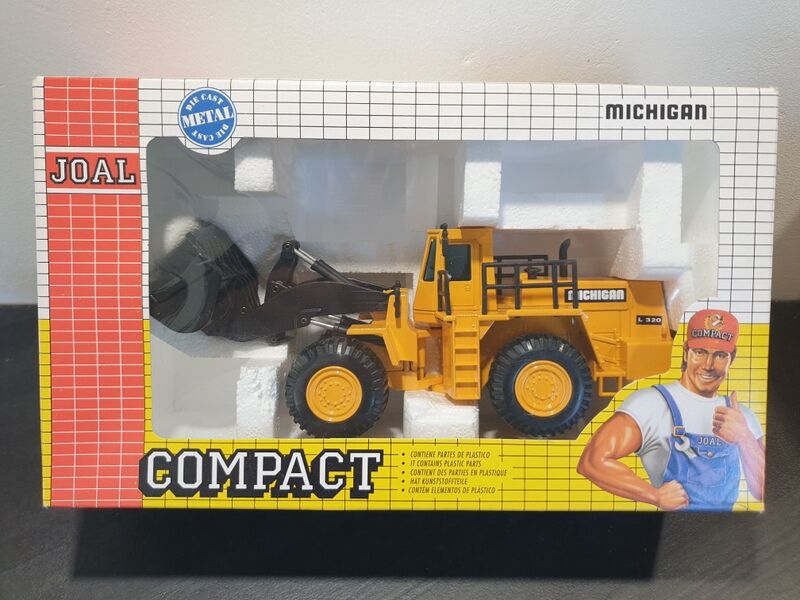 DIE CAST
METAL
DIE CAST
MICHIGAN
JOAL
MICHIGAN
L 320
COMPACT
JOAL
COMPACT
• CONTIENE PARTES DE PLASTICO
• IT CONTAINS PLASTIC PARTS
• CONTIENT DES PARTIES EN PLASTIQUE
• HAT KUNSTSTOFFTEILE
• CONTÉM ELEMENTOS DE PLÁSTICO